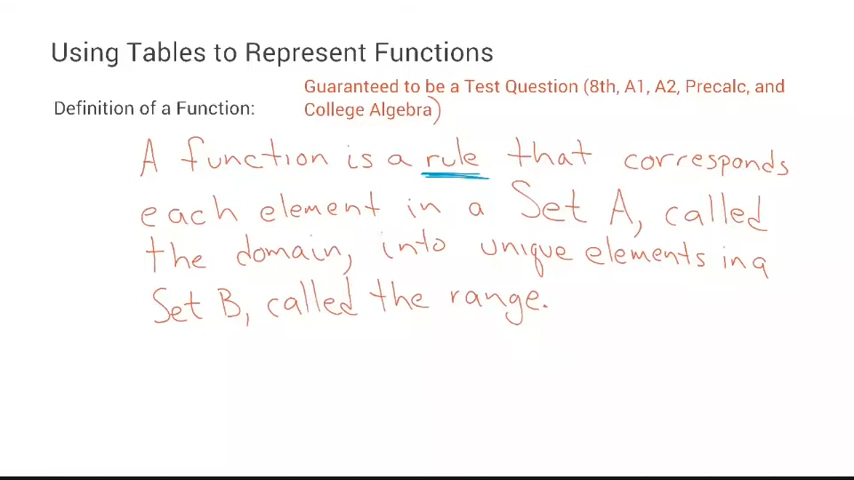 Using Tables to Represent Functions
Guaranteed to be a Test Question (8th, A1, A2, Precalc, and
Definition of a Function:
College Algebra)
A function is a rule that corresponds
each element in a Set A, called
the domain, into unique elements in a
Set B, called the range.